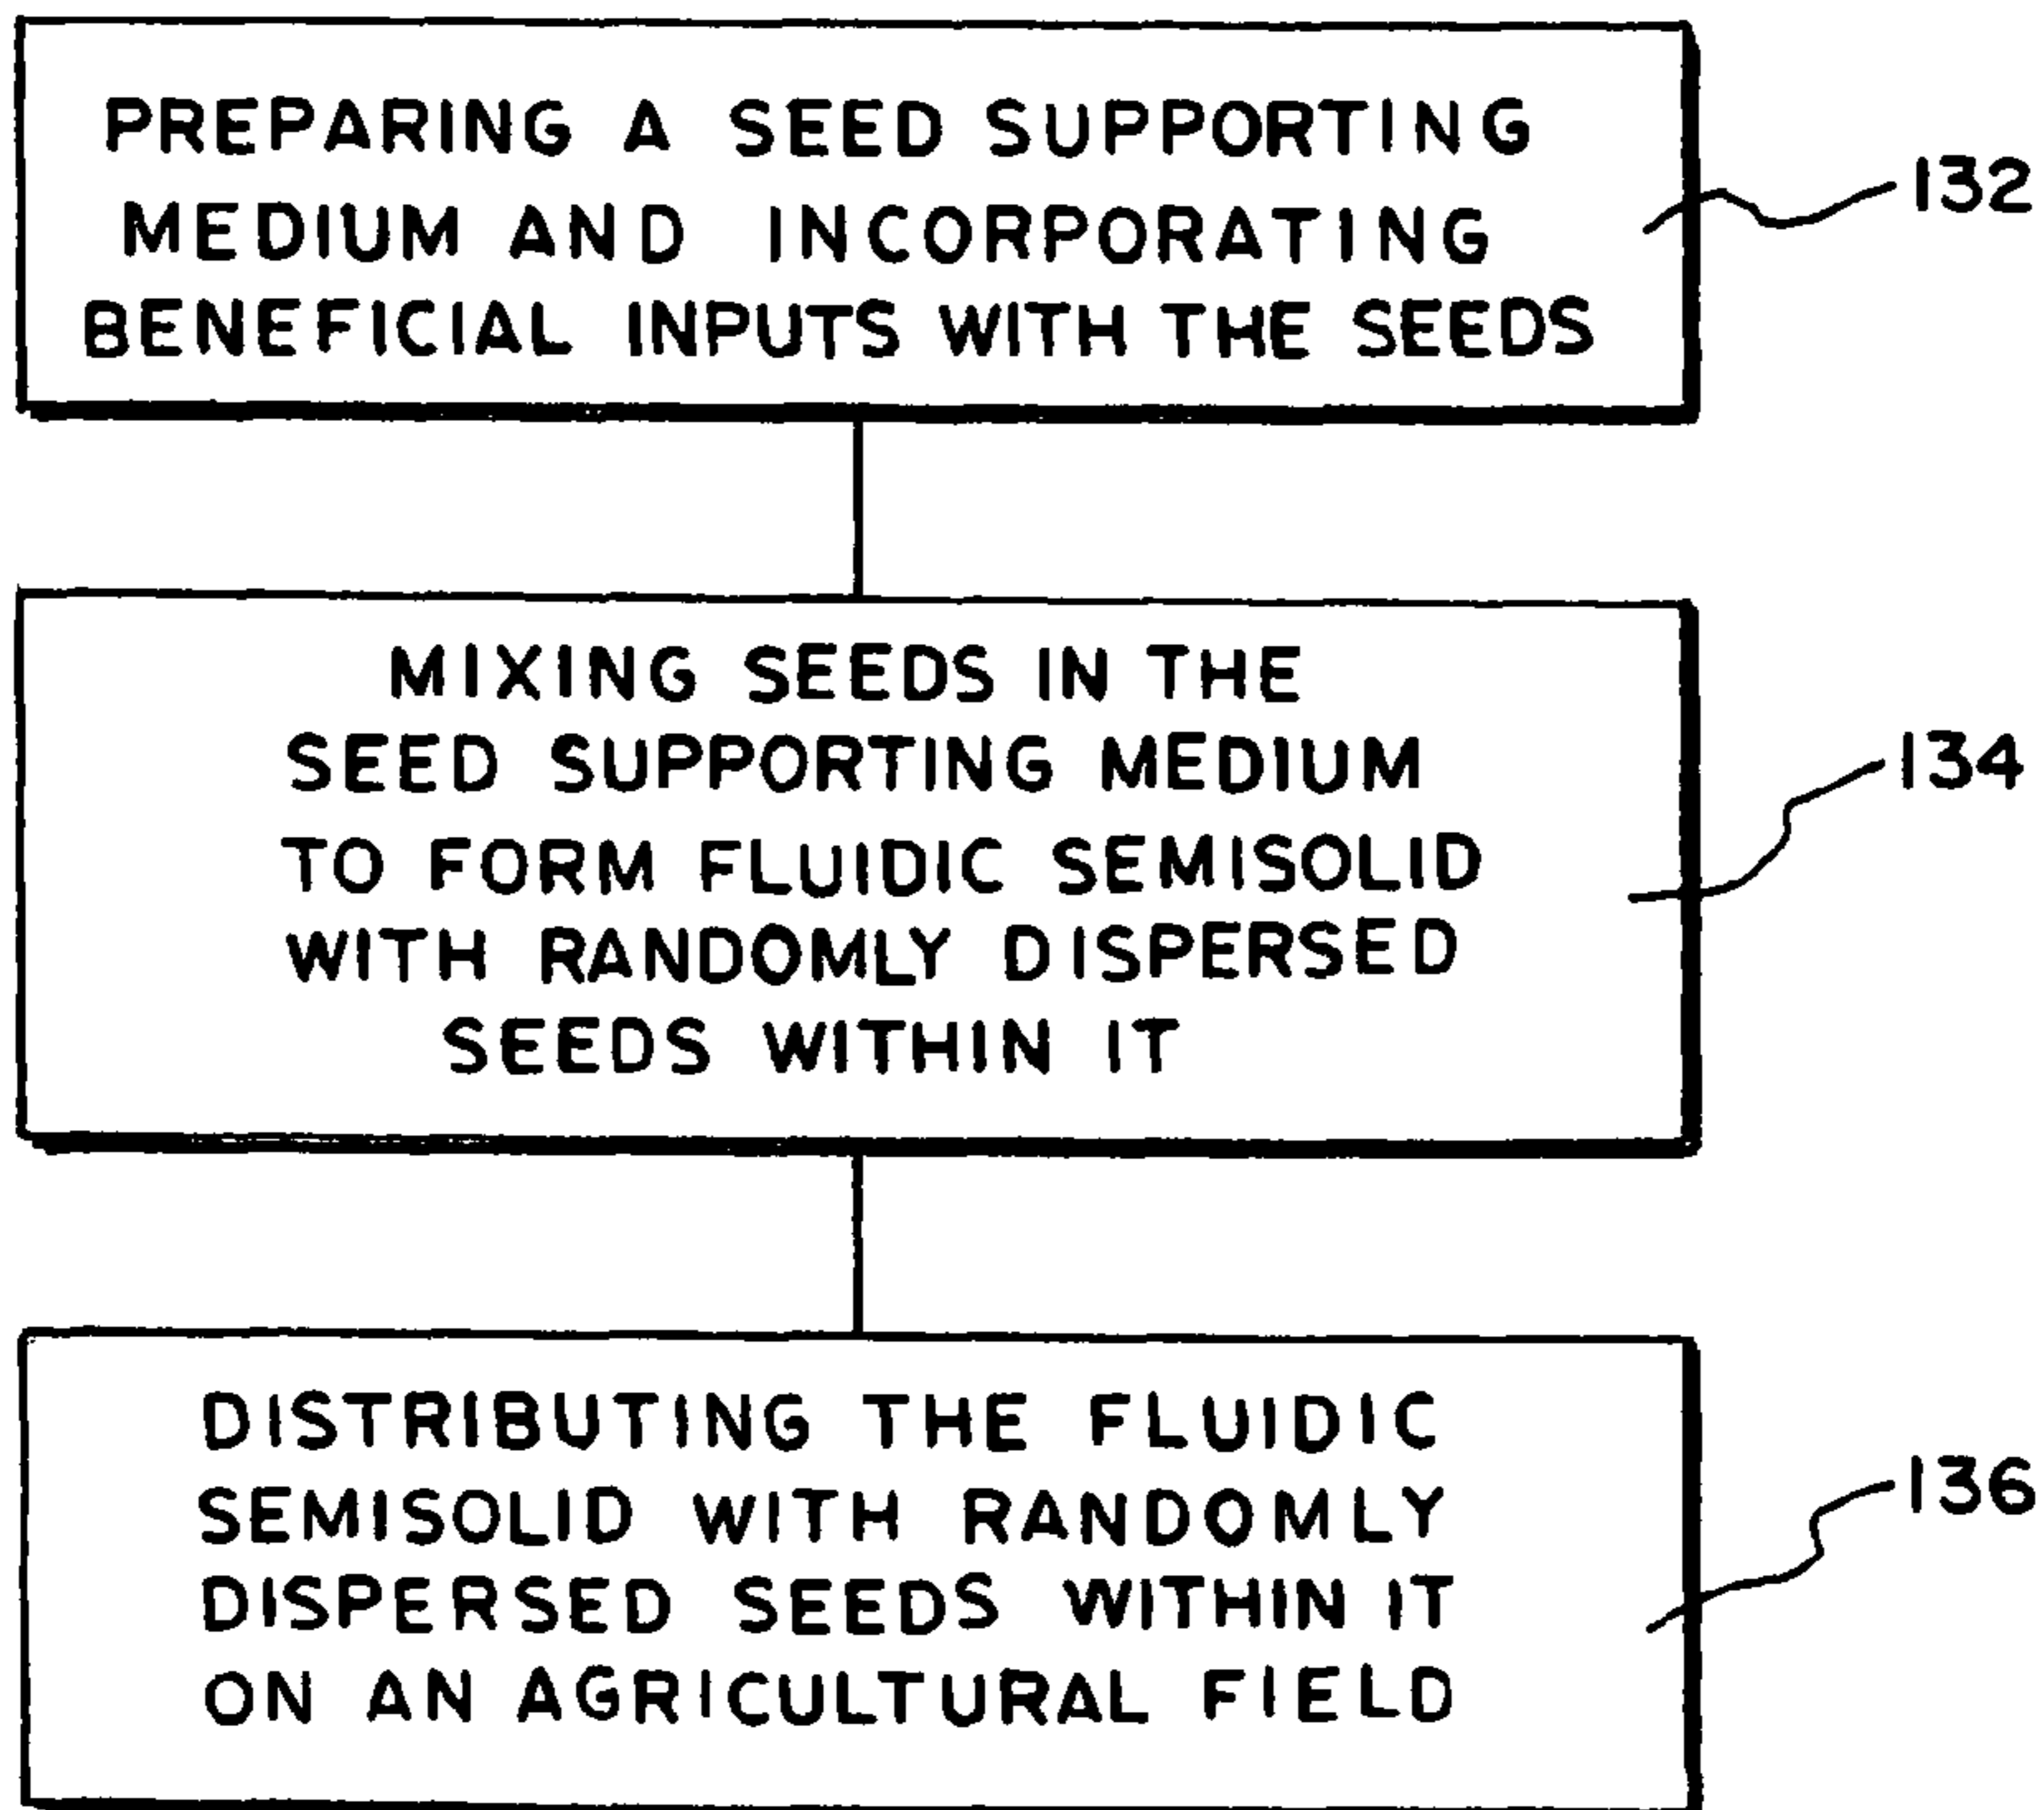 PREPARING A SEED SUPPORTING
MEDIUM AND INCORPORATING
BENEFICIAL INPUTS WITH THE SEEDS
132
MIXING SEEDS IN THE
SEED SUPPORTING MEDIUM
TO FORM FLUIDIC SEMISOLID
WITH RANDOMLY DISPERSED
SEEDS WITHIN IT
134
DISTRIBUTING THE FLUIDIC
SEMISOLID WITH RANDOMLY
DISPERSED SEEDS WITHIN IT
ON AN AGRICULTURAL FIELD
136